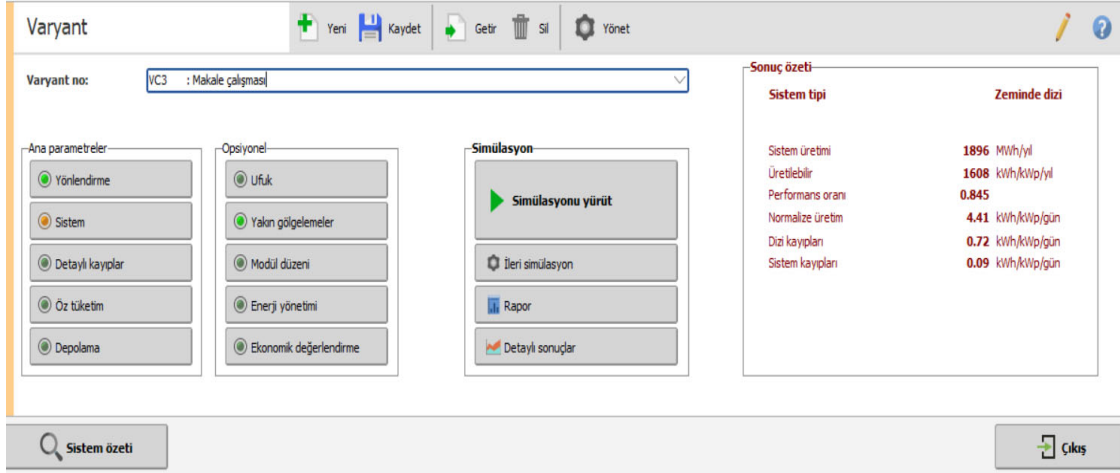 Varyant
Yeni Kaydet Getir Sil Yönet
Varyant no: VC3 : Makale çalışması
Ana parametreler
Yönlendirme
Sistem
Detaylı kayıplar
Öz tüketim
Depolama
Opsiyonel
Ufuk
Yakın gölgelemeler
Modül düzeni
Enerji yönetimi
Ekonomik değerlendirme
Simülasyon
Simülasyonu yürüt
İleri simülasyon
Rapor
Detaylı sonuçlar
Sonuç özeti
Sistem tipi Zeminde dizi
Sistem üretimi 1896 MWh/yıl
Üretilebilir 1608 kWh/kWp/yıl
Performans oranı 0.845
Normalize üretim 4.41 kWh/kWp/gün
Dizi kayıpları 0.72 kWh/kWp/gün
Sistem kayıpları 0.09 kWh/kWp/gün
Sistem özeti
Çıkış